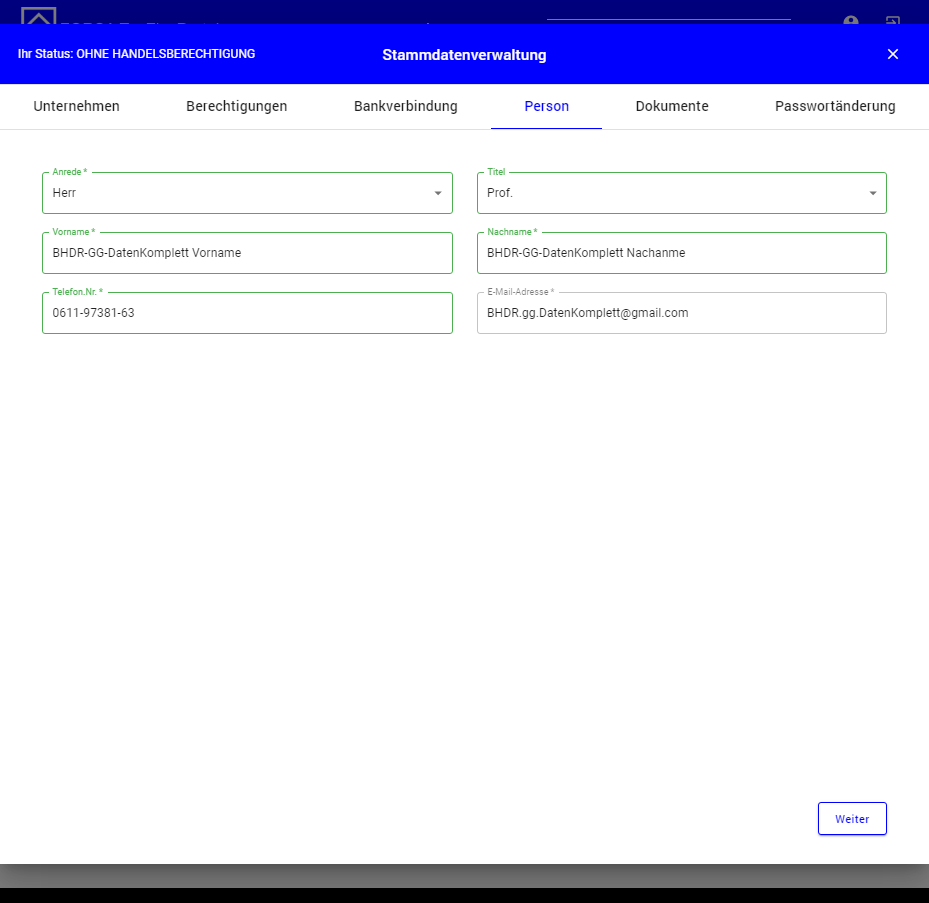 Ihr Status: OHNE HANDELSBERECHTIGUNG
Stammdatenverwaltung
Unternehmen
Berechtigungen
Bankverbindung
Person
Dokumente
Passwortänderung
Anrede *
Titel
Herr
Prof.
Vorname *
Nachname *
BHDR-GG-DatenKomplett Vorname
BHDR-GG-DatenKomplett Nachanme
Telefon.Nr. *
E-Mail-Adresse *
0611-97381-63
BHDR.gg.DatenKomplett@gmail.com
Weiter